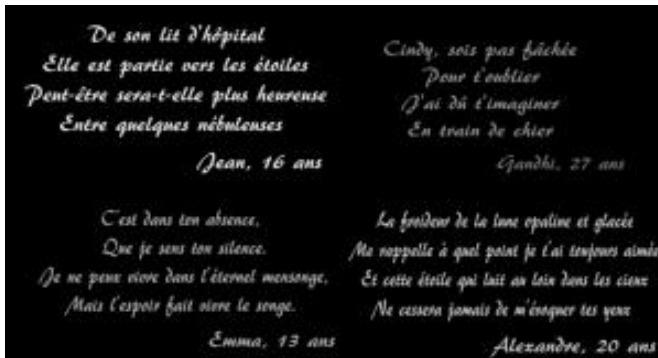 De son lit d'hôpital
Elle est partie vers les étoiles
Peut-être sera-t-elle plus heureuse
Entre quelques nébuleuses
Jean, 16 ans
Cindy, sois pas fâchée
Pour t'oublier
J'ai dû t'imaginer
En train de chier
Gandhi, 27 ans
C'est dans ton absence,
Que je sens ton silence.
Je ne peux vivre dans l'éternel mensonge,
Mais l'espoir fait vivre le songe.
Emma, 13 ans
La froideur de la lune opaline et glacée
Me rappelle à quel point je t'ai toujours aimée
Et cette étoile qui luit au loin dans les cieux
Ne cessera jamais de m'évoquer tes yeux
Alexandre, 20 ans